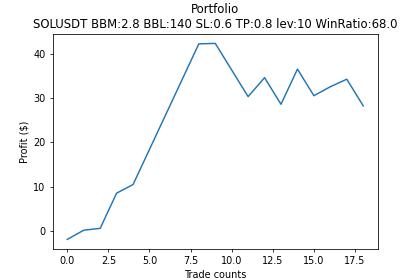 Portfolio
SOLUSDT BBM:2.8 BBL:140 SL:0.6 TP:0.8 lev:10 WinRatio:68.0
40
30
20
10
0
Profit ($)
0.0 2.5 5.0 7.5 10.0 12.5 15.0 17.5
Trade counts